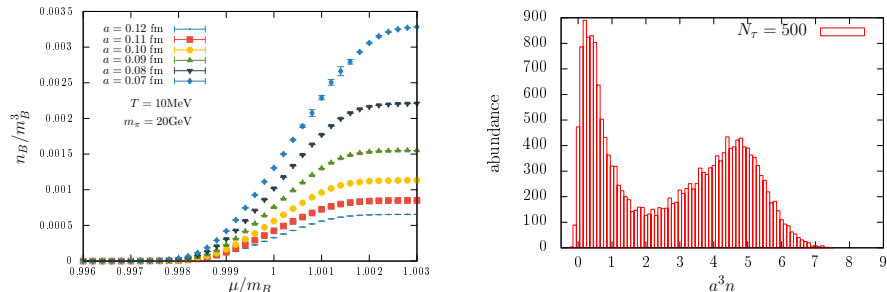 0.0035
0.003
0.0025
0.002
0.0015
0.001
0.0005
0
n_B/m_B^3
a = 0.12 fm
a = 0.11 fm
a = 0.10 fm
a = 0.09 fm
a = 0.08 fm
a = 0.07 fm
T = 10MeV
m_π = 20GeV
0.996 0.997 0.998 0.999 1 1.001 1.002 1.003
μ/m_B
900
800
700
600
500
400
300
200
100
0
abundance
N_τ = 500
0 1 2 3 4 5 6 7 8 9
a^3n